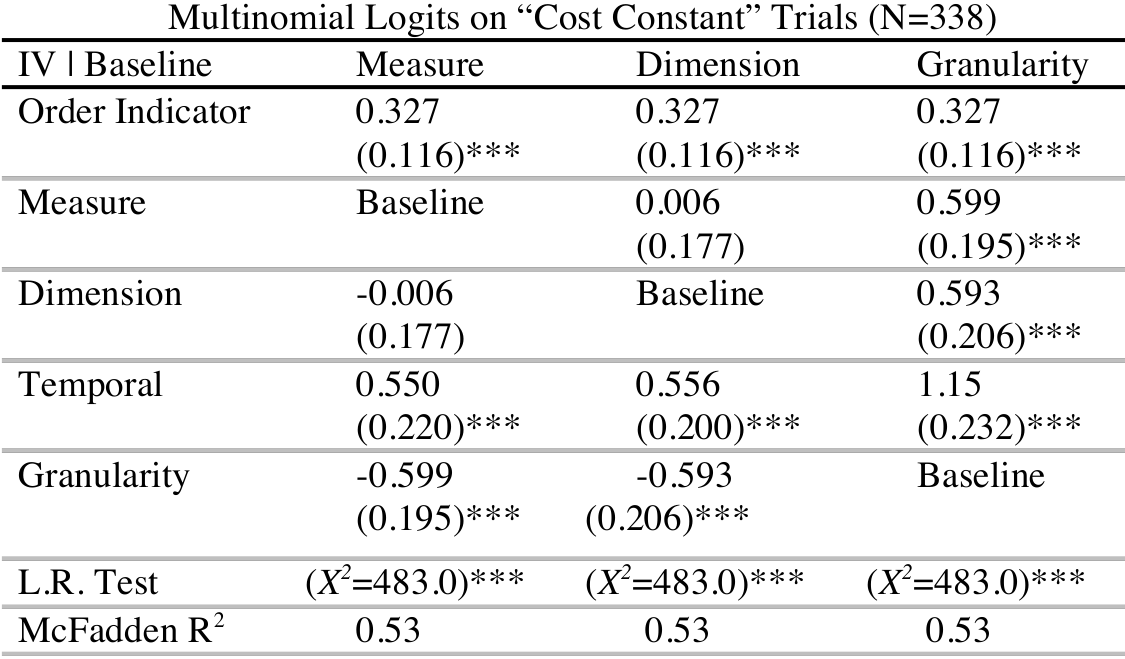 Multinomial Logits on “Cost Constant” Trials (N=338)
IV | Baseline Measure Dimension Granularity
Order Indicator 0.327 0.327 0.327
(0.116)*** (0.116)*** (0.116)***
Measure Baseline 0.006 0.599
(0.177) (0.195)***
Dimension -0.006 Baseline 0.593
(0.177) (0.206)***
Temporal 0.550 0.556 1.15
(0.220)*** (0.200)*** (0.232)***
Granularity -0.599 -0.593 Baseline
(0.195)*** (0.206)***
L.R. Test (X²=483.0)*** (X²=483.0)*** (X²=483.0)***
McFadden R² 0.53 0.53 0.53